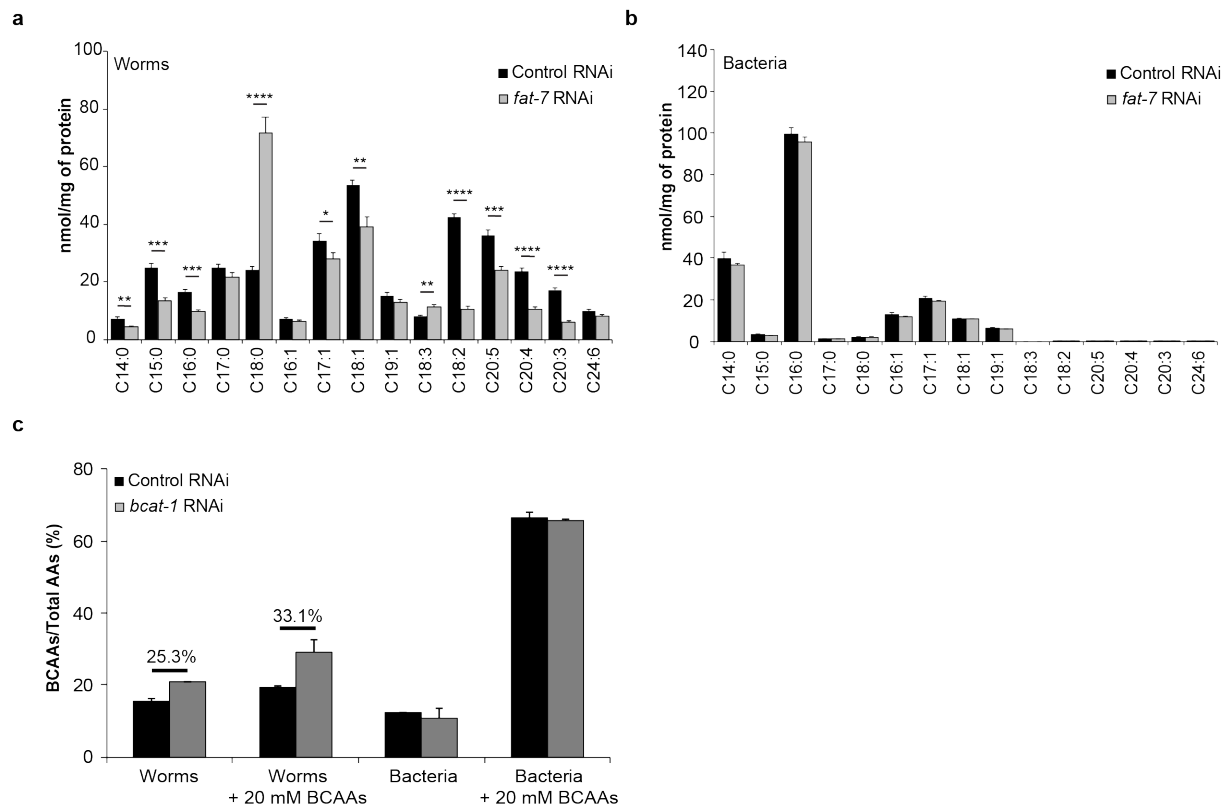 a
100
80
60
40
20
0
nmol/mg of protein
Worms
Control RNAi
fat-7 RNAi
**
***
***
****
*
**
**
****
***
****
****
C14:0
C15:0
C16:0
C17:0
C18:0
C16:1
C17:1
C18:1
C19:1
C18:3
C18:2
C20:5
C20:4
C20:3
C24:6
b
140
120
100
80
60
40
20
0
nmol/mg of protein
Bacteria
Control RNAi
fat-7 RNAi
C14:0
C15:0
C16:0
C17:0
C18:0
C16:1
C17:1
C18:1
C19:1
C18:3
C18:2
C20:5
C20:4
C20:3
C24:6
c
80
60
40
20
0
BCAAs/Total AAs (%)
Control RNAi
bcat-1 RNAi
25.3%
33.1%
Worms
Worms
+ 20 mM BCAAs
Bacteria
Bacteria
+ 20 mM BCAAs